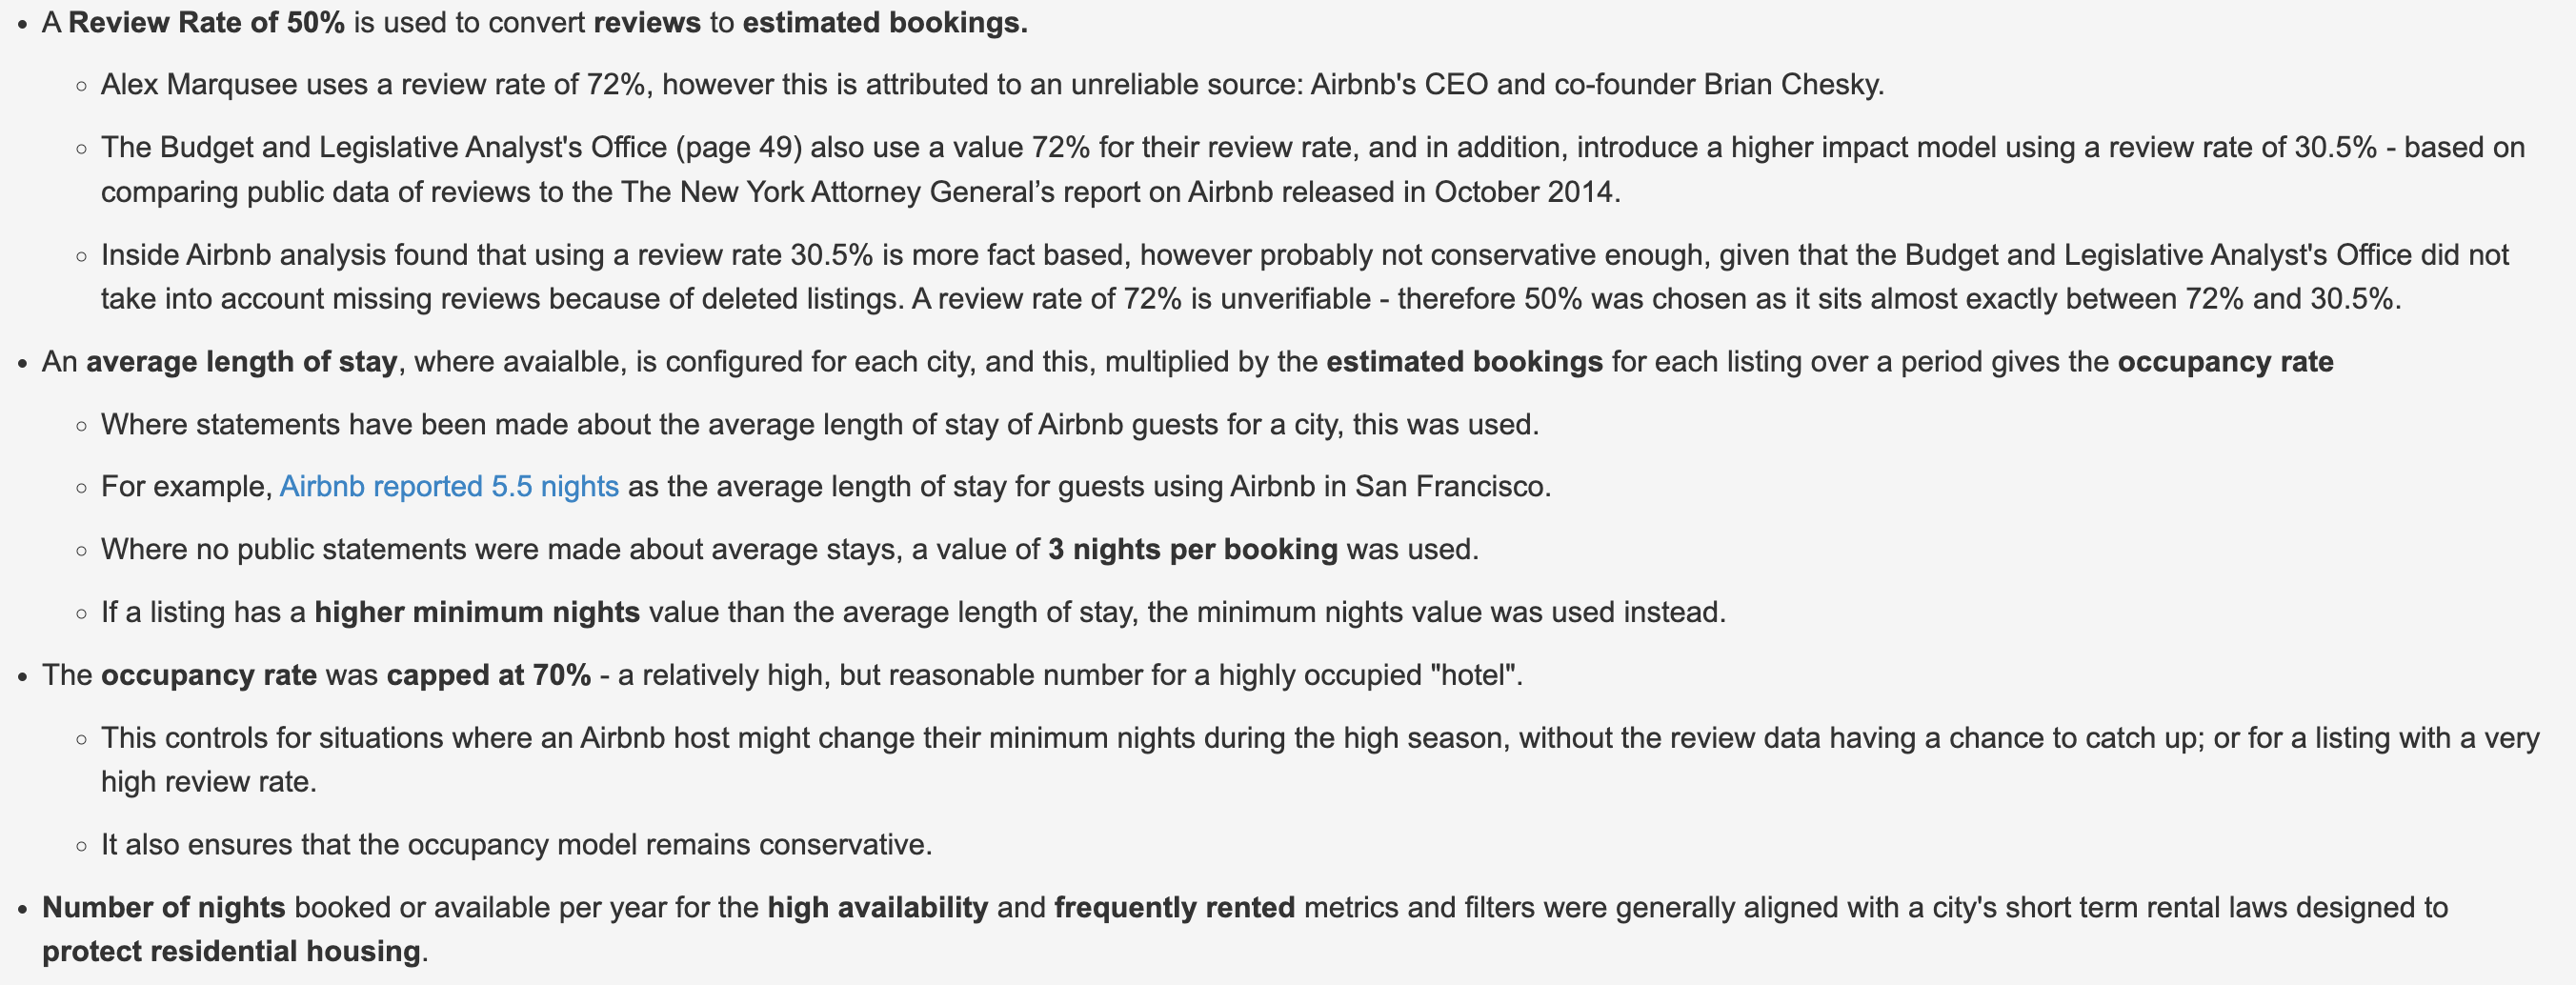 • A Review Rate of 50% is used to convert reviews to estimated bookings.
◦ Alex Marqusee uses a review rate of 72%, however this is attributed to an unreliable source: Airbnb's CEO and co-founder Brian Chesky.
◦ The Budget and Legislative Analyst's Office (page 49) also use a value 72% for their review rate, and in addition, introduce a higher impact model using a review rate of 30.5% - based on
comparing public data of reviews to the The New York Attorney General’s report on Airbnb released in October 2014.
◦ Inside Airbnb analysis found that using a review rate 30.5% is more fact based, however probably not conservative enough, given that the Budget and Legislative Analyst's Office did not
take into account missing reviews because of deleted listings. A review rate of 72% is unverifiable - therefore 50% was chosen as it sits almost exactly between 72% and 30.5%.
• An average length of stay, where avaialble, is configured for each city, and this, multiplied by the estimated bookings for each listing over a period gives the occupancy rate
◦ Where statements have been made about the average length of stay of Airbnb guests for a city, this was used.
◦ For example, Airbnb reported 5.5 nights as the average length of stay for guests using Airbnb in San Francisco.
◦ Where no public statements were made about average stays, a value of 3 nights per booking was used.
◦ If a listing has a higher minimum nights value than the average length of stay, the minimum nights value was used instead.
• The occupancy rate was capped at 70% - a relatively high, but reasonable number for a highly occupied "hotel".
◦ This controls for situations where an Airbnb host might change their minimum nights during the high season, without the review data having a chance to catch up; or for a listing with a very
high review rate.
◦ It also ensures that the occupancy model remains conservative.
• Number of nights booked or available per year for the high availability and frequently rented metrics and filters were generally aligned with a city's short term rental laws designed to
protect residential housing.